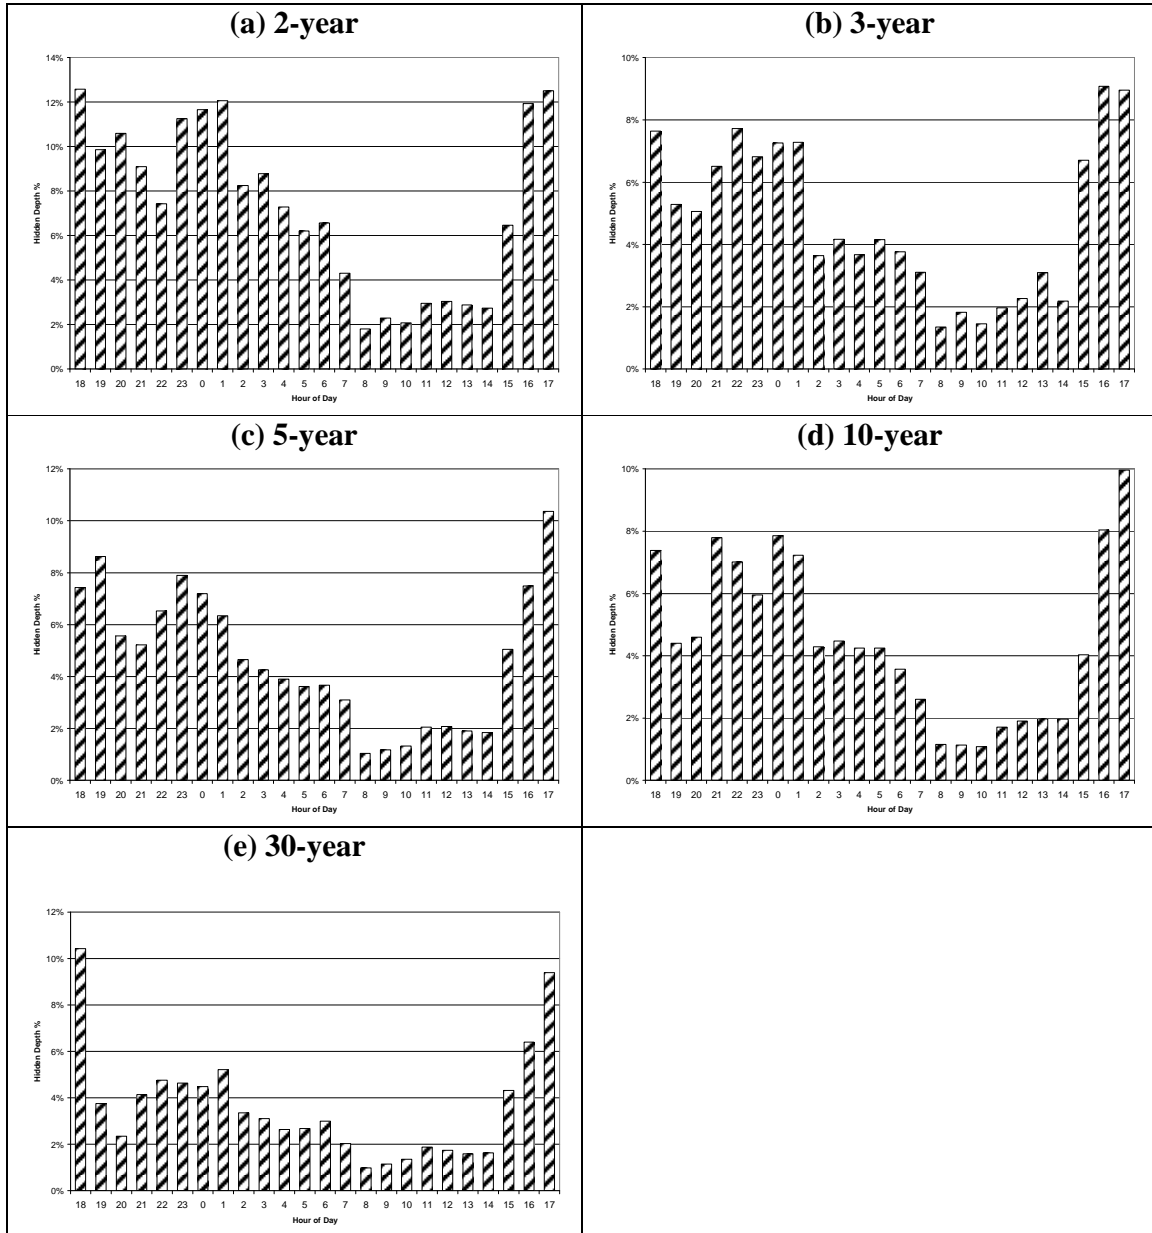 (a) 2-year
14%
12%
10%
8%
6%
4%
2%
0%
Hidden Depth %
18 19 20 21 22 23 0 1 2 3 4 5 6 7 8 9 10 11 12 13 14 15 16 17
Hour of Day
(b) 3-year
10%
8%
6%
4%
2%
0%
Hidden Depth %
18 19 20 21 22 23 0 1 2 3 4 5 6 7 8 9 10 11 12 13 14 15 16 17
Hour of Day
(c) 5-year
12%
10%
8%
6%
4%
2%
0%
Hidden Depth %
18 19 20 21 22 23 0 1 2 3 4 5 6 7 8 9 10 11 12 13 14 15 16 17
Hour of Day
(d) 10-year
10%
8%
6%
4%
2%
0%
Hidden Depth %
18 19 20 21 22 23 0 1 2 3 4 5 6 7 8 9 10 11 12 13 14 15 16 17
Hour of Day
(e) 30-year
12%
10%
8%
6%
4%
2%
0%
Hidden Depth %
18 19 20 21 22 23 0 1 2 3 4 5 6 7 8 9 10 11 12 13 14 15 16 17
Hour of Day